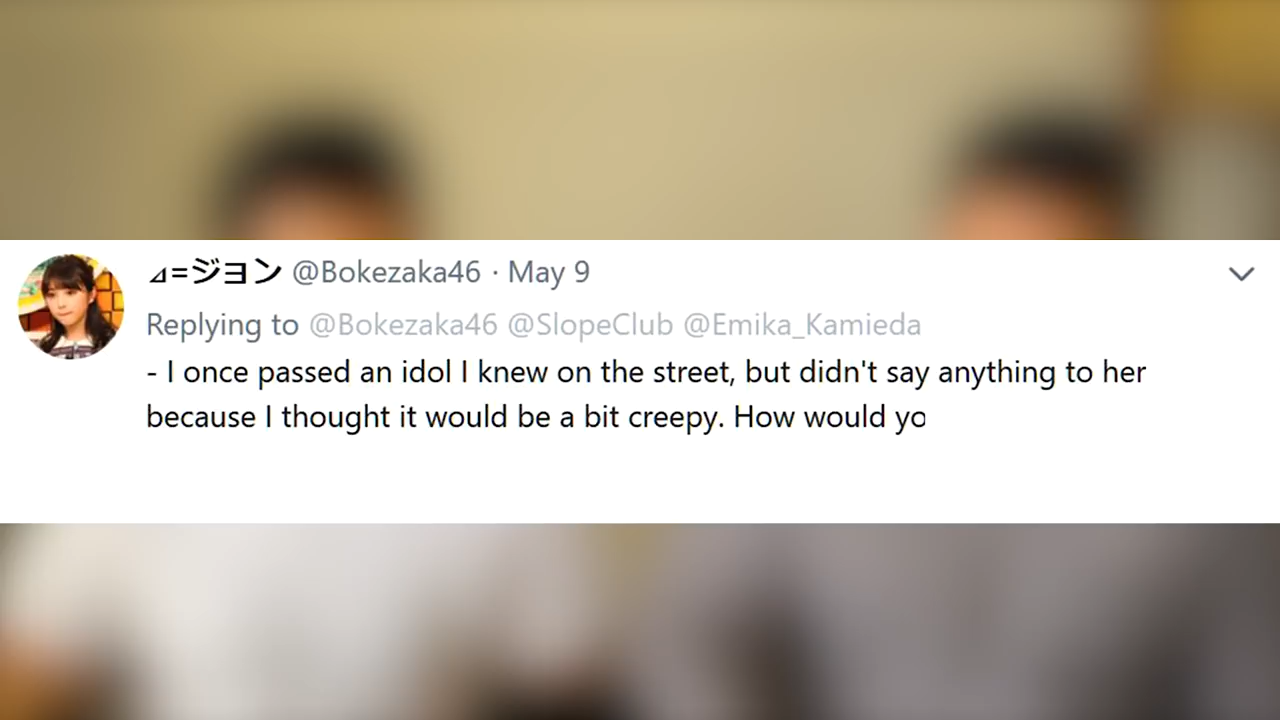 ⊿=ジヨン @Bokezaka46 · May 9
Replying to @Bokezaka46 @SlopeClub @Emika_Kamieda
- I once passed an idol I knew on the street, but didn't say anything to her
because I thought it would be a bit creepy. How would yo